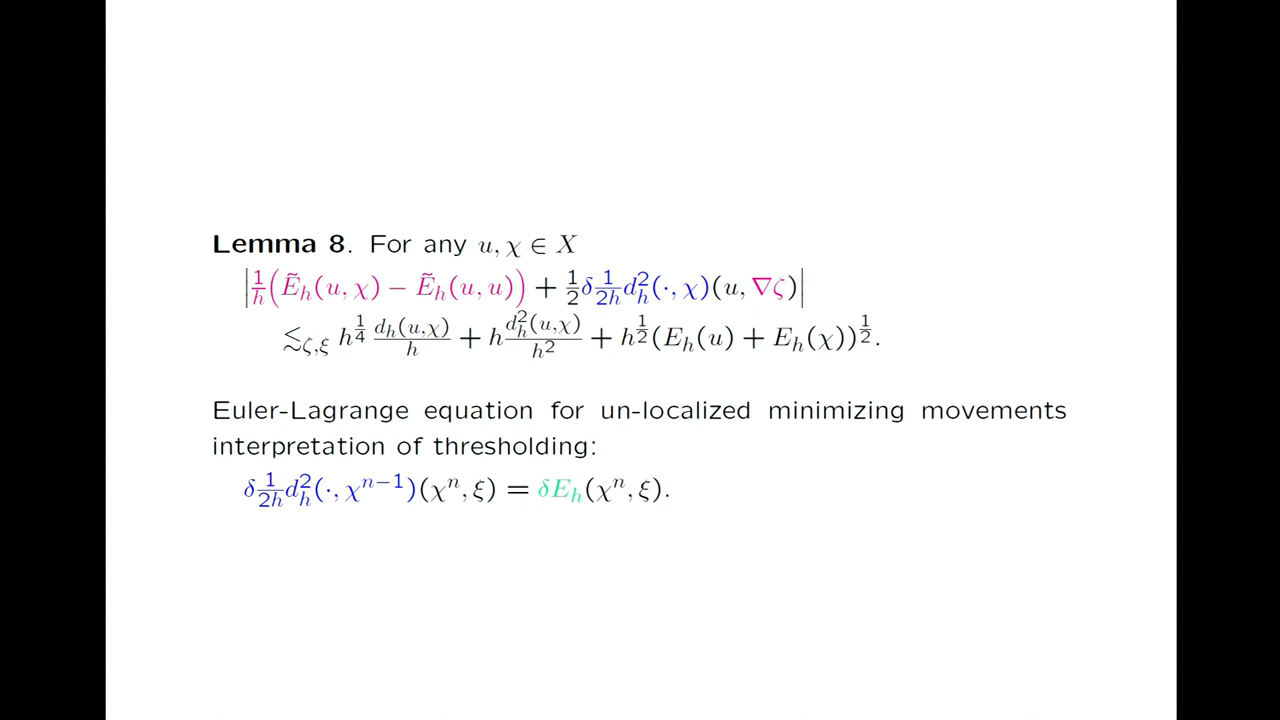 Lemma 8. For any u, χ ∈ X
|1/h(Ẽ_h(u, χ) − Ẽ_h(u, u)) + 1/2 δ 1/2h d_h^2(·, χ)(u, ∇ζ)|
≲_{ζ,ξ} h^{1/4} d_h(u,χ)/h + h d_h^2(u,χ)/h^2 + h^{1/2}(E_h(u) + E_h(χ))^{1/2}.
Euler-Lagrange equation for un-localized minimizing movements
interpretation of thresholding:
δ 1/2h d_h^2(·, χ^{n−1})(χ^n, ξ) = δE_h(χ^n, ξ).